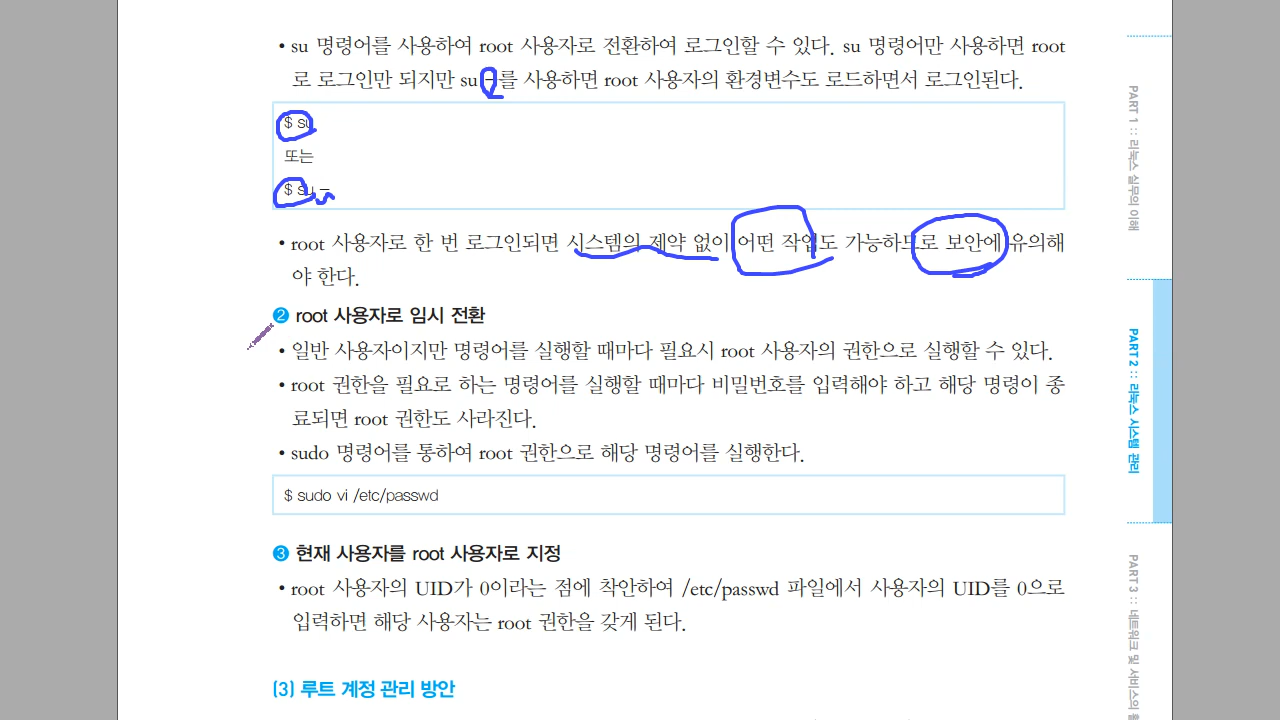 • su 명령어를 사용하여 root 사용자로 전환하여 로그인할 수 있다. su 명령어만 사용하면 root
로 로그인만 되지만 su -를 사용하면 root 사용자의 환경변수도 로드하면서 로그인된다.
$ su
또는
$ su –
• root 사용자로 한 번 로그인되면 시스템의 제약 없이 어떤 작업도 가능하므로 보안에 유의해
야 한다.
❷ root 사용자로 임시 전환
• 일반 사용자이지만 명령어를 실행할 때마다 필요시 root 사용자의 권한으로 실행할 수 있다.
• root 권한을 필요로 하는 명령어를 실행할 때마다 비밀번호를 입력해야 하고 해당 명령이 종
료되면 root 권한도 사라진다.
• sudo 명령어를 통하여 root 권한으로 해당 명령어를 실행한다.
$ sudo vi /etc/passwd
❸ 현재 사용자를 root 사용자로 지정
• root 사용자의 UID가 0이라는 점에 착안하여 /etc/passwd 파일에서 사용자의 UID를 0으로
입력하면 해당 사용자는 root 권한을 갖게 된다.
(3) 루트 계정 관리 방안
PART 1 :: 리눅스 실무의 이해
PART 2 :: 리눅스 시스템 관리
PART 3 :: 네트워크 및 서비스의